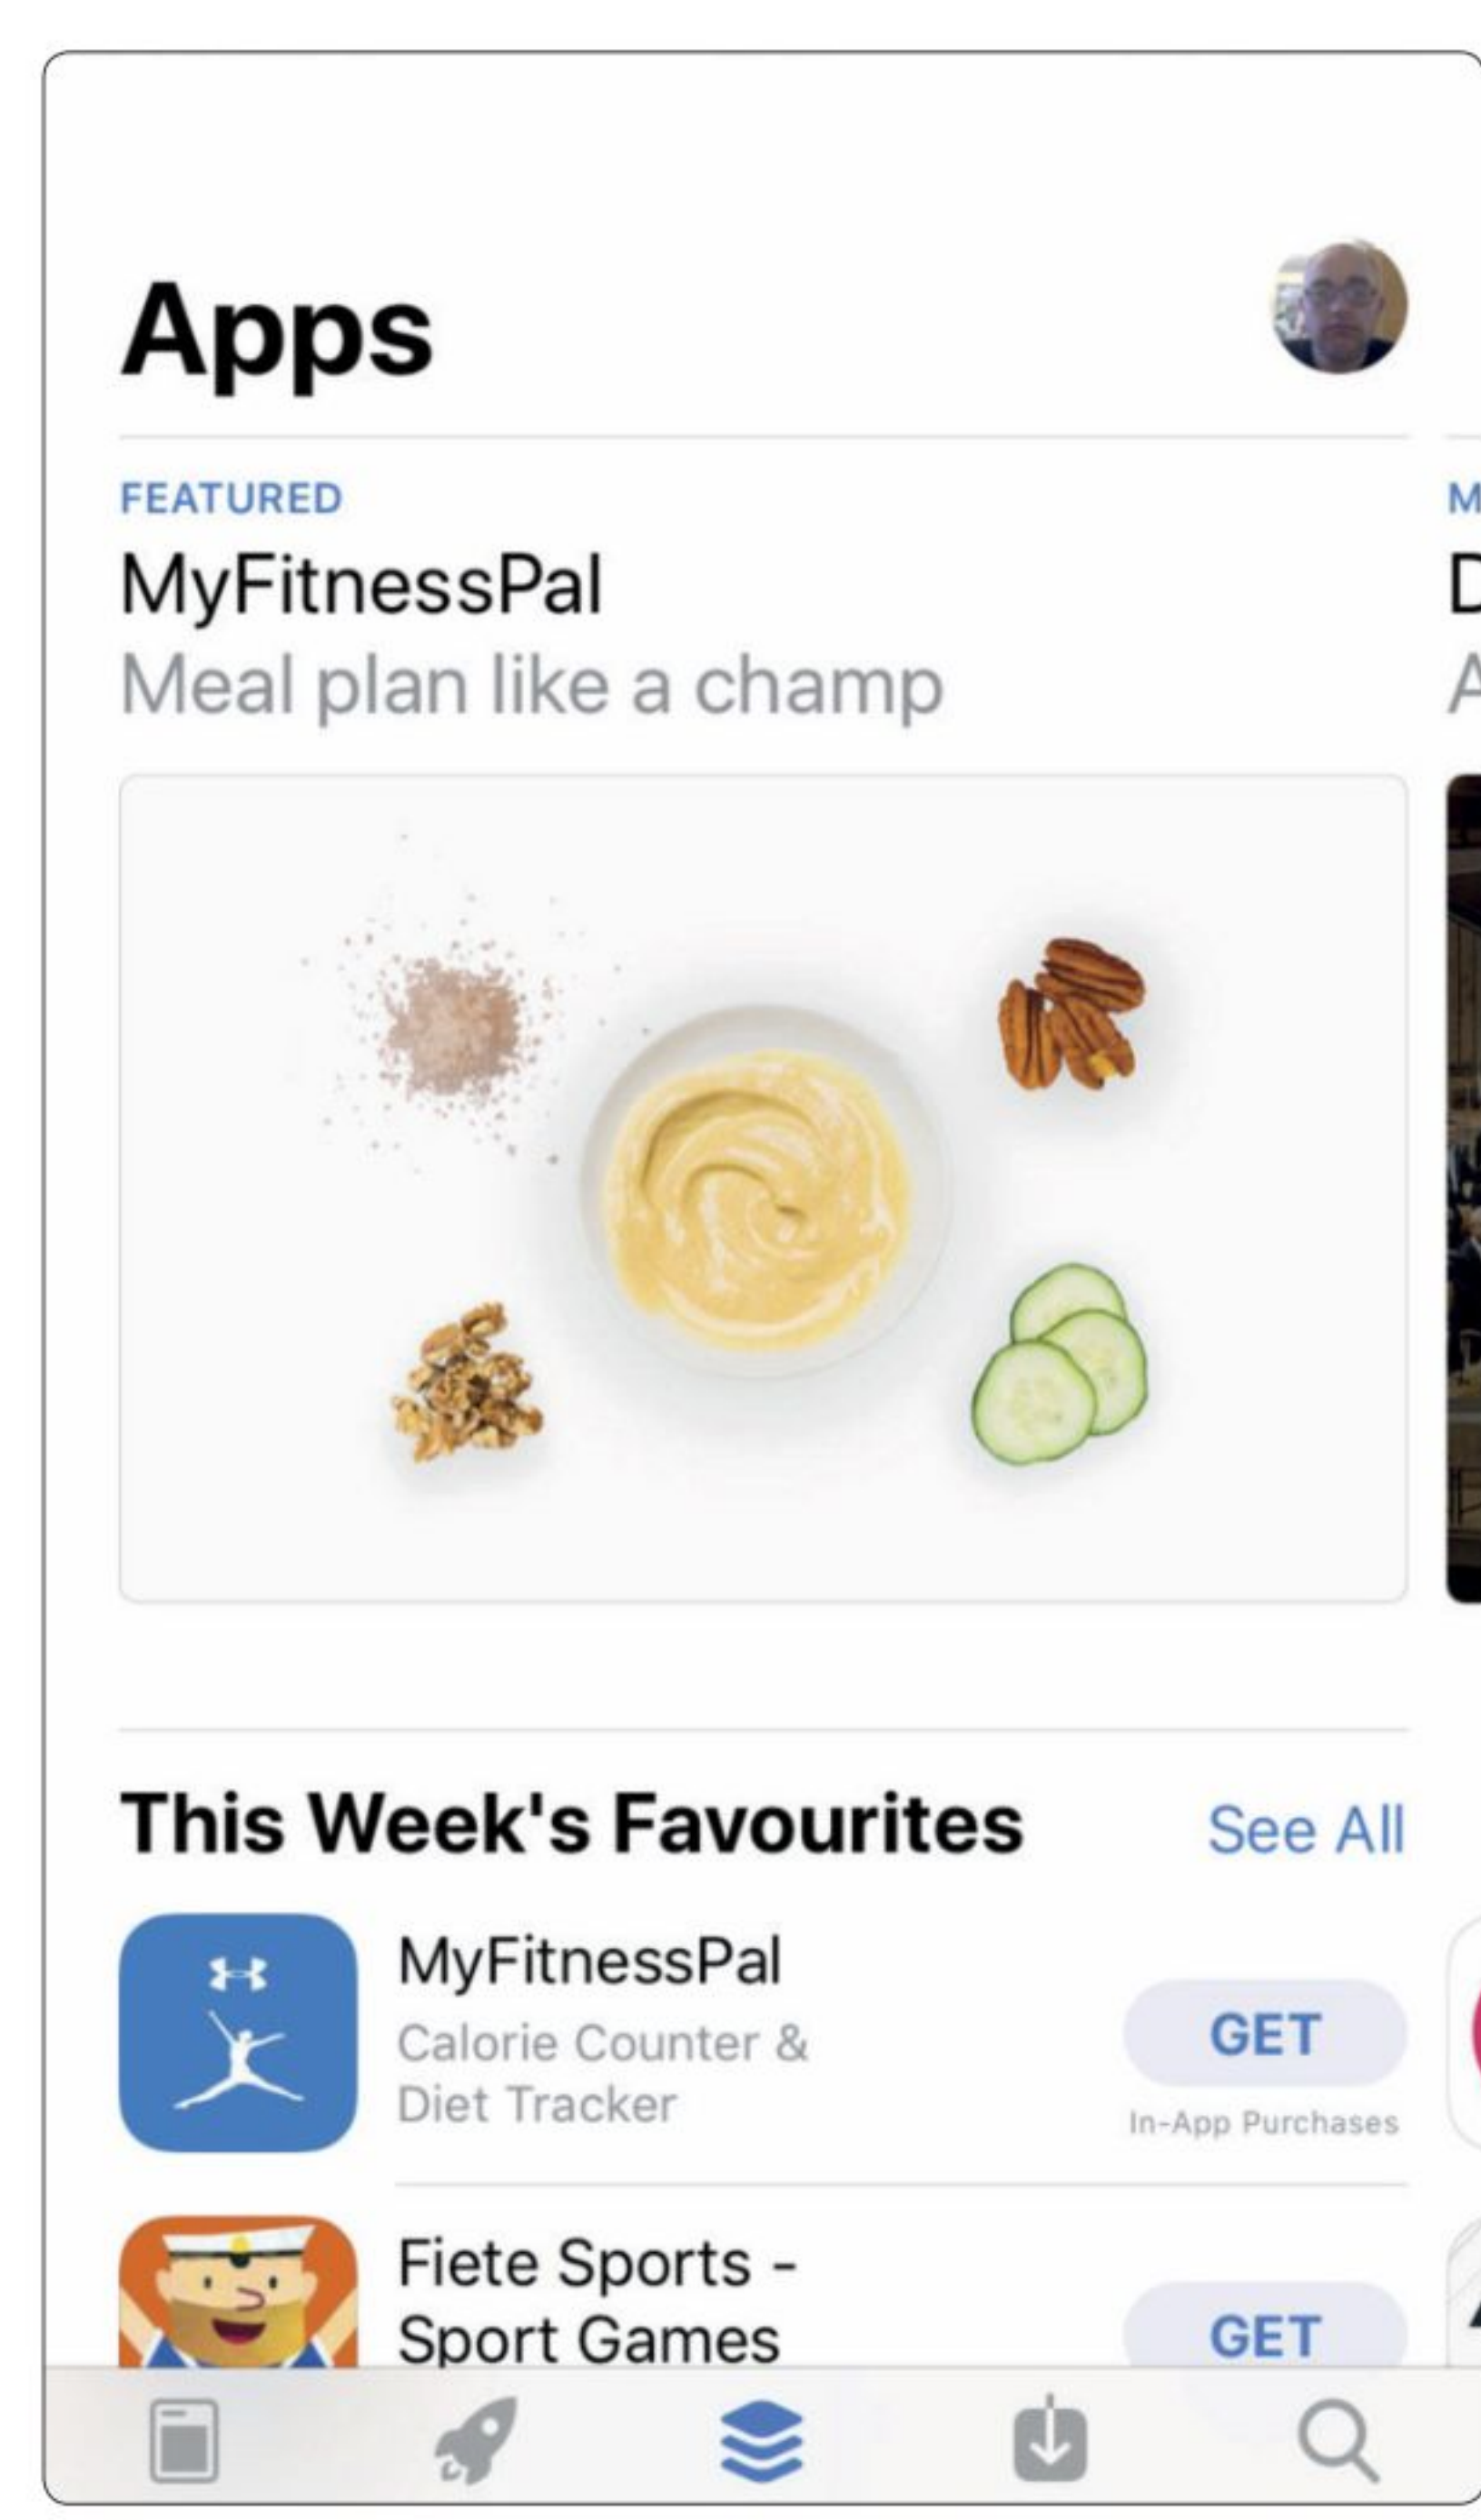 Apps
FEATURED
MyFitnessPal
Meal plan like a champ
M
D
A
This Week's Favourites
See All
MyFitnessPal
Calorie Counter &
Diet Tracker
GET
In-App Purchases
Fiete Sports -
Sport Games
GET